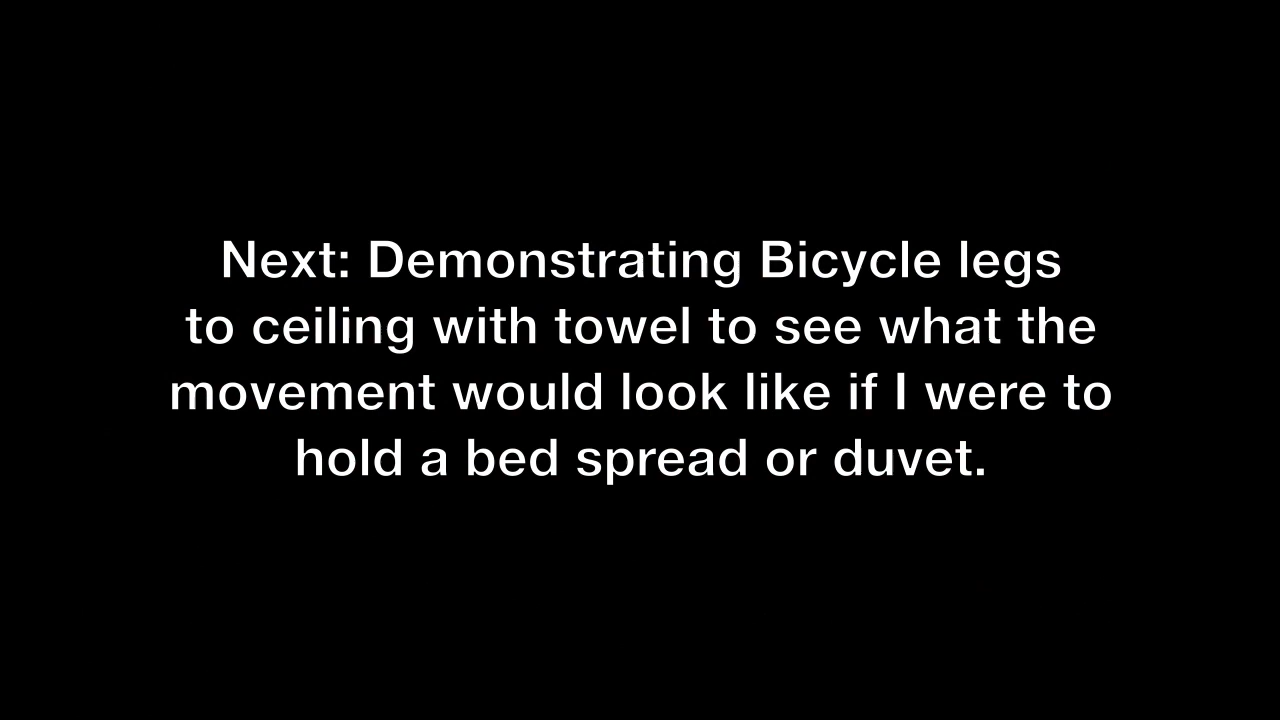 Next: Demonstrating Bicycle legs
to ceiling with towel to see what the
movement would look like if I were to
hold a bed spread or duvet.